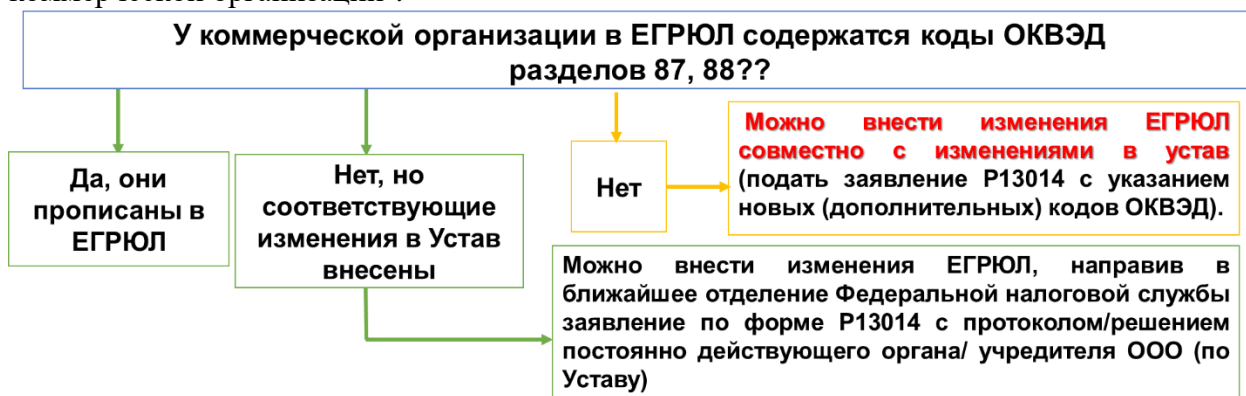 коммерческой организации".
У коммерческой организации в ЕГРЮЛ содержатся коды ОКВЭД
разделов 87, 88??
Да, они
прописаны в
ЕГРЮЛ
Нет, но
соответствующие
изменения в Устав
внесены
Нет
Можно внести изменения ЕГРЮЛ
совместно с изменениями в устав
(подать заявление Р13014 с указанием
новых (дополнительных) кодов ОКВЭД).
Можно внести изменения ЕГРЮЛ, направив в
ближайшее отделение Федеральной налоговой службы
заявление по форме Р13014 с протоколом/решением
постоянно действующего органа/ учредителя ООО (по
Уставу)